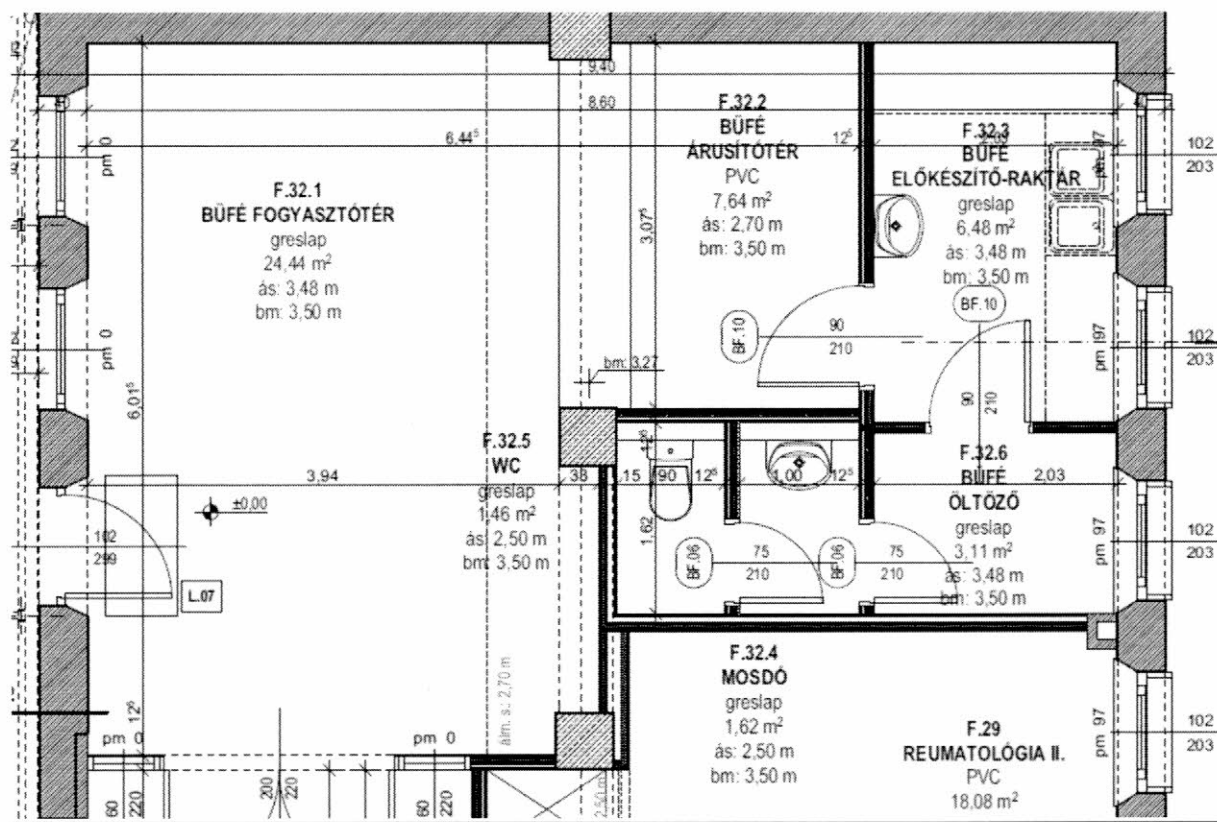 9,40
8,60
6,44⁵
12⁵
F.32.1
BÜFÉ FOGYASZTÓTÉR
greslap
24,44 m²
ás: 3,48 m
bm: 3,50 m
F.32.2
BÜFÉ
ÁRUSÍTÓTÉR
PVC
7,64 m²
ás: 2,70 m
bm: 3,50 m
F.32.3
BÜFÉ
ELŐKÉSZÍTŐ-RAKTÁR
greslap
6,48 m²
ás: 3,48 m
bm: 3,50 m
3,07⁵
pm 0
pm 0
pm 97
102
203
pm 97
102
203
BF.10
90
210
BF.10
90
210
bm: 3,27
6,01⁵
F.32.5
WC
greslap
1,46 m²
ás: 2,50 m
bm: 3,50 m
F.32.6
BÜFÉ
ÖLTÖZŐ
greslap
3,11 m²
ás: 3,48 m
bm: 3,50 m
3,94
38
15
90
12⁵
1,00
12⁵
2,03
1,62
±0,00
102
299
L.07
BF.06
75
210
BF.06
75
210
pm 97
102
203
F.32.4
MOSDÓ
greslap
1,62 m²
ás: 2,50 m
bm: 3,50 m
F.29
REUMATOLÓGIA II.
PVC
18,08 m²
pm 97
102
203
álm. s.: 2,70 m
12⁵
pm 0
pm 0
60
220
200
220
60
220
2,50 m